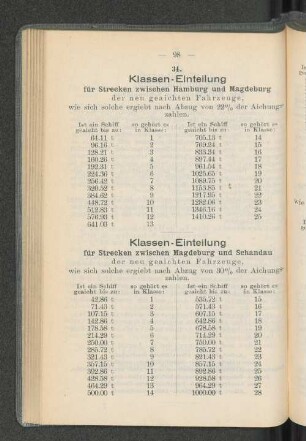 — 98 —
34.
Klassen-Einteilung
für Strecken zwischen Hamburg und Magdeburg
der neu geaichten Fahrzeuge,
wie sich solche ergiebt nach Abzug von 22% der Aichungs-
zahlen.
Ist ein Schiff so gehört es Ist ein Schiff so gehört es
geaicht bis zu: in Klasse: geaicht bis zu: in Klasse:
64.11 t 1 705.13 t 14
96.16 t 2 769.24 t 15
128.21 t 3 833.34 t 16
160.26 t 4 897.44 t 17
192.31 t 5 961.54 t 18
224.36 t 6 1025.65 t 19
256.42 t 7 1089.75 t 20
320.52 t 8 1153.85 t 21
384.62 t 9 1217.95 t 22
448.73 t 10 1282.06 t 23
512.83 t 11 1346.16 t 24
576.93 t 12 1410.26 t 25
641.03 t 13
Klassen-Einteilung
für Strecken zwischen Magdeburg und Schandau
der neu geaichten Fahrzeuge,
wie sich solche ergiebt nach Abzug von 30% der Aichungs-
zahlen.
Ist ein Schiff so gehört es Ist ein Schiff so gehört es
geaicht bis zu: in Klasse: geaicht bis zu: in Klasse:
42.86 t 1 535.72 t 15
71.43 t 2 571.43 t 16
107.15 t 3 607.15 t 17
142.86 t 4 642.86 t 18
178.58 t 5 678.58 t 19
214.29 t 6 714.29 t 20
250.00 t 7 750.00 t 21
285.72 t 8 785.72 t 22
321.43 t 9 821.43 t 23
357.15 t 10 857.15 t 24
392.86 t 11 892.86 t 25
428.58 t 12 928.58 t 26
464.29 t 13 964.29 t 27
500.00 t 14 1000.00 t 28